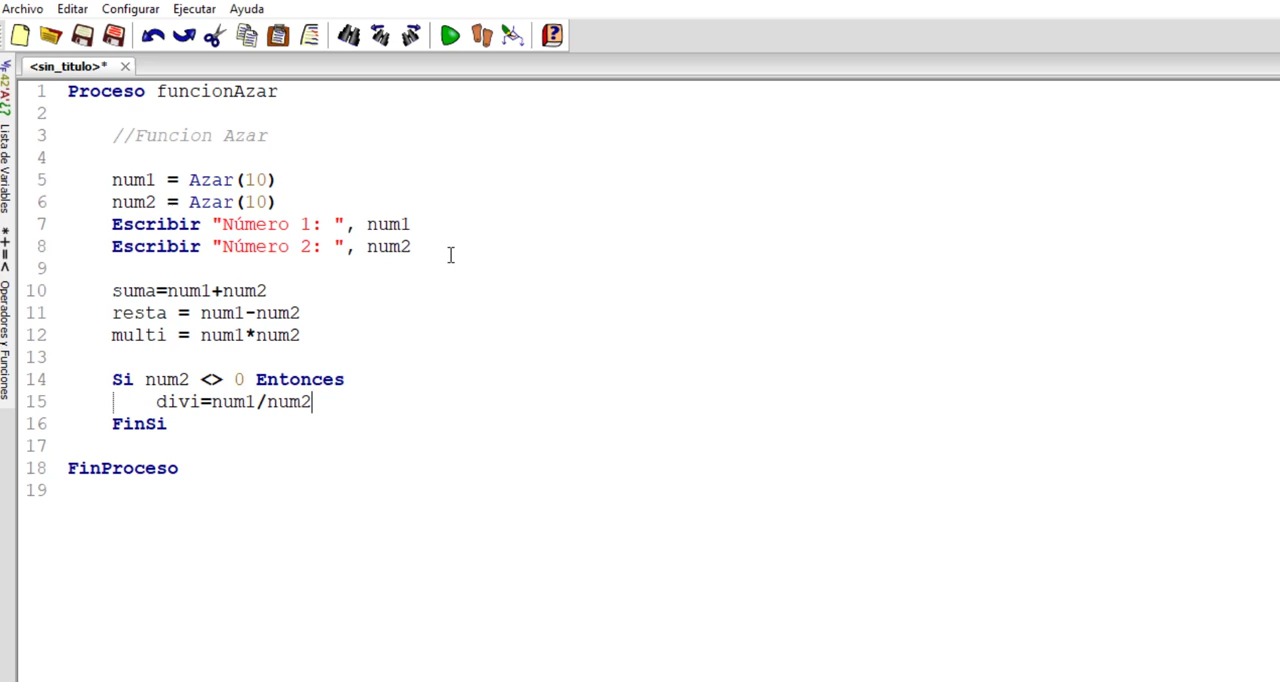 Archivo Editar Configurar Ejecutar Ayuda
<sin_titulo>*
1 Proceso funcionAzar
2
3 //Funcion Azar
4
5 num1 = Azar(10)
6 num2 = Azar(10)
7 Escribir "Número 1: ", num1
8 Escribir "Número 2: ", num2
9
10 suma=num1+num2
11 resta = num1-num2
12 multi = num1*num2
13
14 Si num2 <> 0 Entonces
15 divi=num1/num2
16 FinSi
17
18 FinProceso
19
Lista de Variables
*+=< Operadores y Funciones